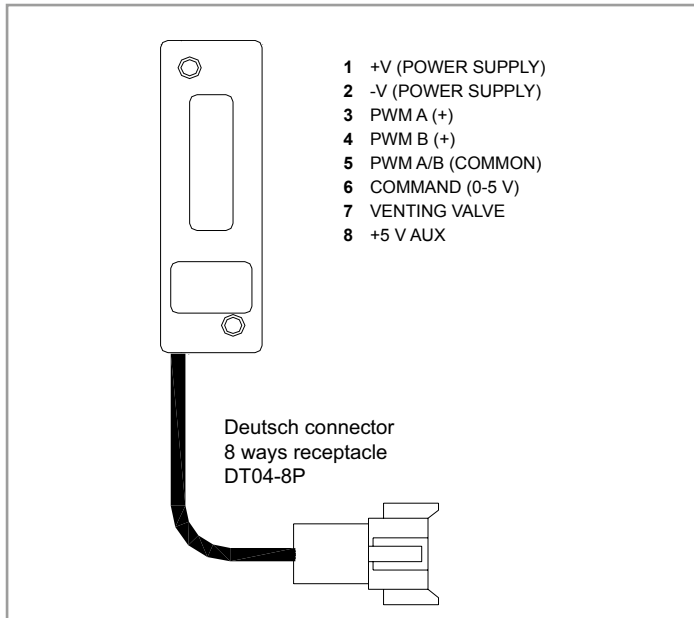 1 +V (POWER SUPPLY)
2 -V (POWER SUPPLY)
3 PWM A (+)
4 PWM B (+)
5 PWM A/B (COMMON)
6 COMMAND (0-5 V)
7 VENTING VALVE
8 +5 V AUX
Deutsch connector
8 ways receptacle
DT04-8P